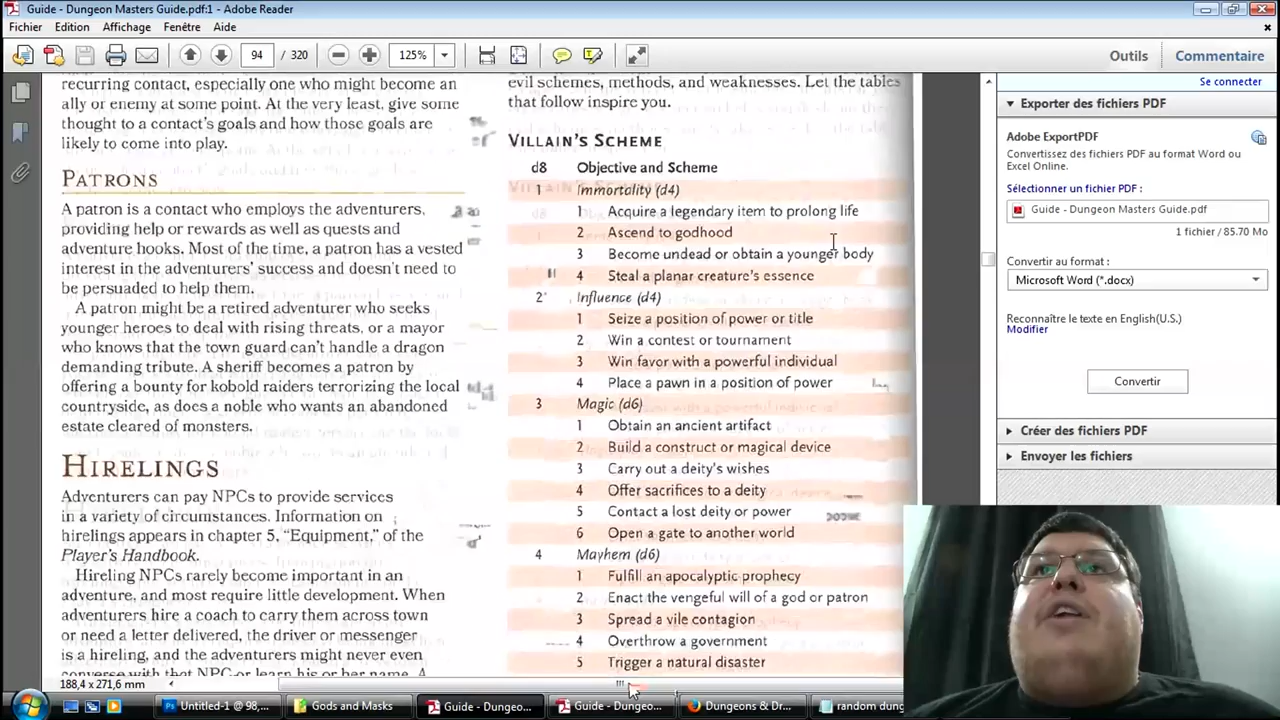 Guide - Dungeon Masters Guide.pdf:1 - Adobe Reader
Fichier Edition Affichage Fenêtre Aide
94 / 320 125% Outils Commentaire
recurring contact, especially one who might become an
ally or enemy at some point. At the very least, give some
thought to a contact's goals and how those goals are
likely to come into play.
PATRONS
A patron is a contact who employs the adventurers,
providing help or rewards as well as quests and
adventure hooks. Most of the time, a patron has a vested
interest in the adventurers' success and doesn't need to
be persuaded to help them.
A patron might be a retired adventurer who seeks
younger heroes to deal with rising threats, or a mayor
who knows that the town guard can't handle a dragon
demanding tribute. A sheriff becomes a patron by
offering a bounty for kobold raiders terrorizing the local
countryside, as does a noble who wants an abandoned
estate cleared of monsters.
HIRELINGS
Adventurers can pay NPCs to provide services
in a variety of circumstances. Information on
hirelings appears in chapter 5, “Equipment,” of the
Player's Handbook.
Hireling NPCs rarely become important in an
adventure, and most require little development. When
adventurers hire a coach to carry them across town
or need a letter delivered, the driver or messenger
is a hireling, and the adventurers might never even
converse with that NPC or learn his or her name. A
evil schemes, methods, and weaknesses. Let the tables
that follow inspire you.
VILLAIN'S SCHEME
d8 Objective and Scheme
1 Immortality (d4)
1 Acquire a legendary item to prolong life
2 Ascend to godhood
3 Become undead or obtain a younger body
4 Steal a planar creature's essence
2 Influence (d4)
1 Seize a position of power or title
2 Win a contest or tournament
3 Win favor with a powerful individual
4 Place a pawn in a position of power
3 Magic (d6)
1 Obtain an ancient artifact
2 Build a construct or magical device
3 Carry out a deity's wishes
4 Offer sacrifices to a deity
5 Contact a lost deity or power
6 Open a gate to another world
4 Mayhem (d6)
1 Fulfill an apocalyptic prophecy
2 Enact the vengeful will of a god or patron
3 Spread a vile contagion
4 Overthrow a government
5 Trigger a natural disaster
Se connecter
Exporter des fichiers PDF
Adobe ExportPDF
Convertissez des fichiers PDF au format Word ou
Excel Online.
Sélectionner un fichier PDF :
Guide - Dungeon Masters Guide.pdf
1 fichier / 85.70 Mo
Convertir au format :
Microsoft Word (*.docx)
Reconnaître le texte en English(U.S.)
Modifier
Convertir
Créer des fichiers PDF
Envoyer les fichiers
188,4 x 271,6 mm
Untitled-1 @ 98,... Gods and Masks Guide - Dungeo... Guide - Dungeo... Dungeons & Dr... random dung